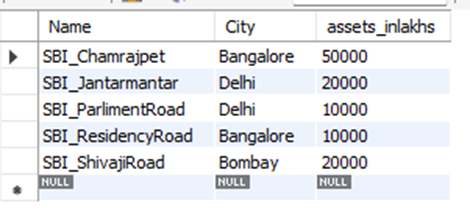 Name City assets_inlakhs
SBI_Chamrajpet Bangalore 50000
SBI_Jantarmantar Delhi 20000
SBI_ParlimentRoad Delhi 10000
SBI_ResidencyRoad Bangalore 10000
SBI_ShivajiRoad Bombay 20000
NULL NULL NULL